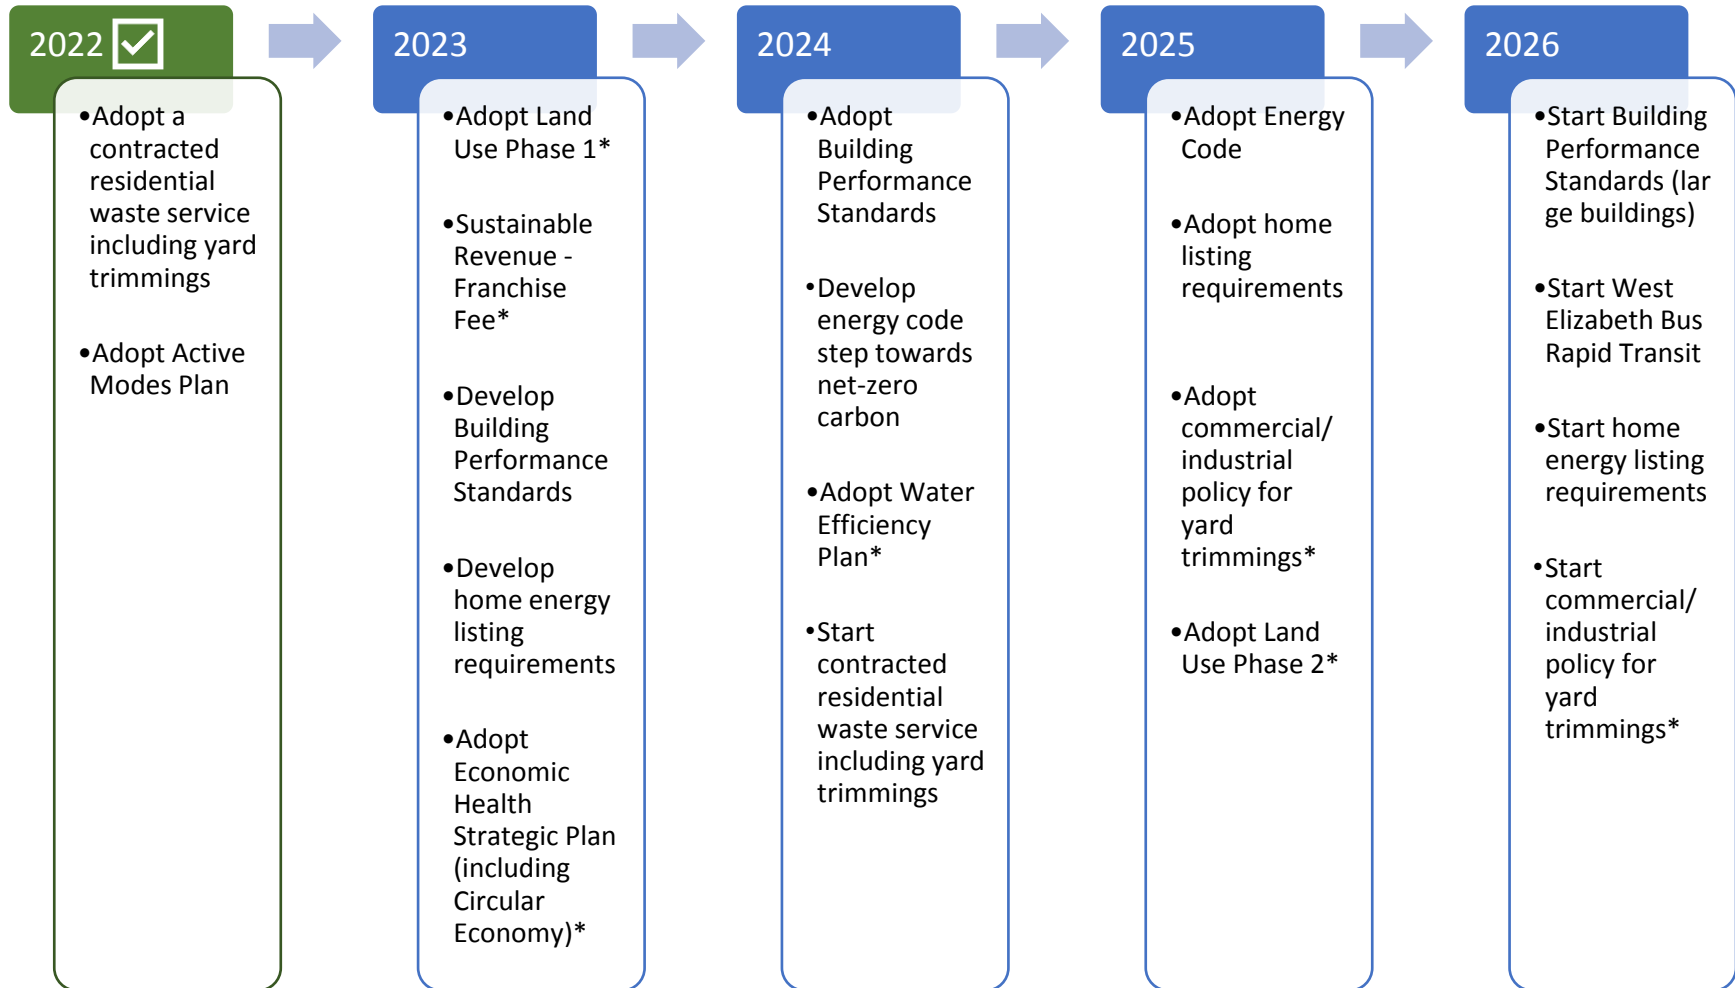 2022
•Adopt a
contracted
residential
waste service
including yard
trimmings
•Adopt Active
Modes Plan
2023
•Adopt Land
Use Phase 1*
•Sustainable
Revenue -
Franchise
Fee*
•Develop
Building
Performance
Standards
•Develop
home energy
listing
requirements
•Adopt
Economic
Health
Strategic Plan
(including
Circular
Economy)*
2024
•Adopt
Building
Performance
Standards
•Develop
energy code
step towards
net-zero
carbon
•Adopt Water
Efficiency
Plan*
•Start
contracted
residential
waste service
including yard
trimmings
2025
•Adopt Energy
Code
•Adopt home
listing
requirements
•Adopt
commercial/
industrial
policy for
yard
trimmings*
•Adopt Land
Use Phase 2*
2026
•Start Building
Performance
Standards (lar
ge buildings)
•Start West
Elizabeth Bus
Rapid Transit
•Start home
energy listing
requirements
•Start
commercial/
industrial
policy for
yard
trimmings*